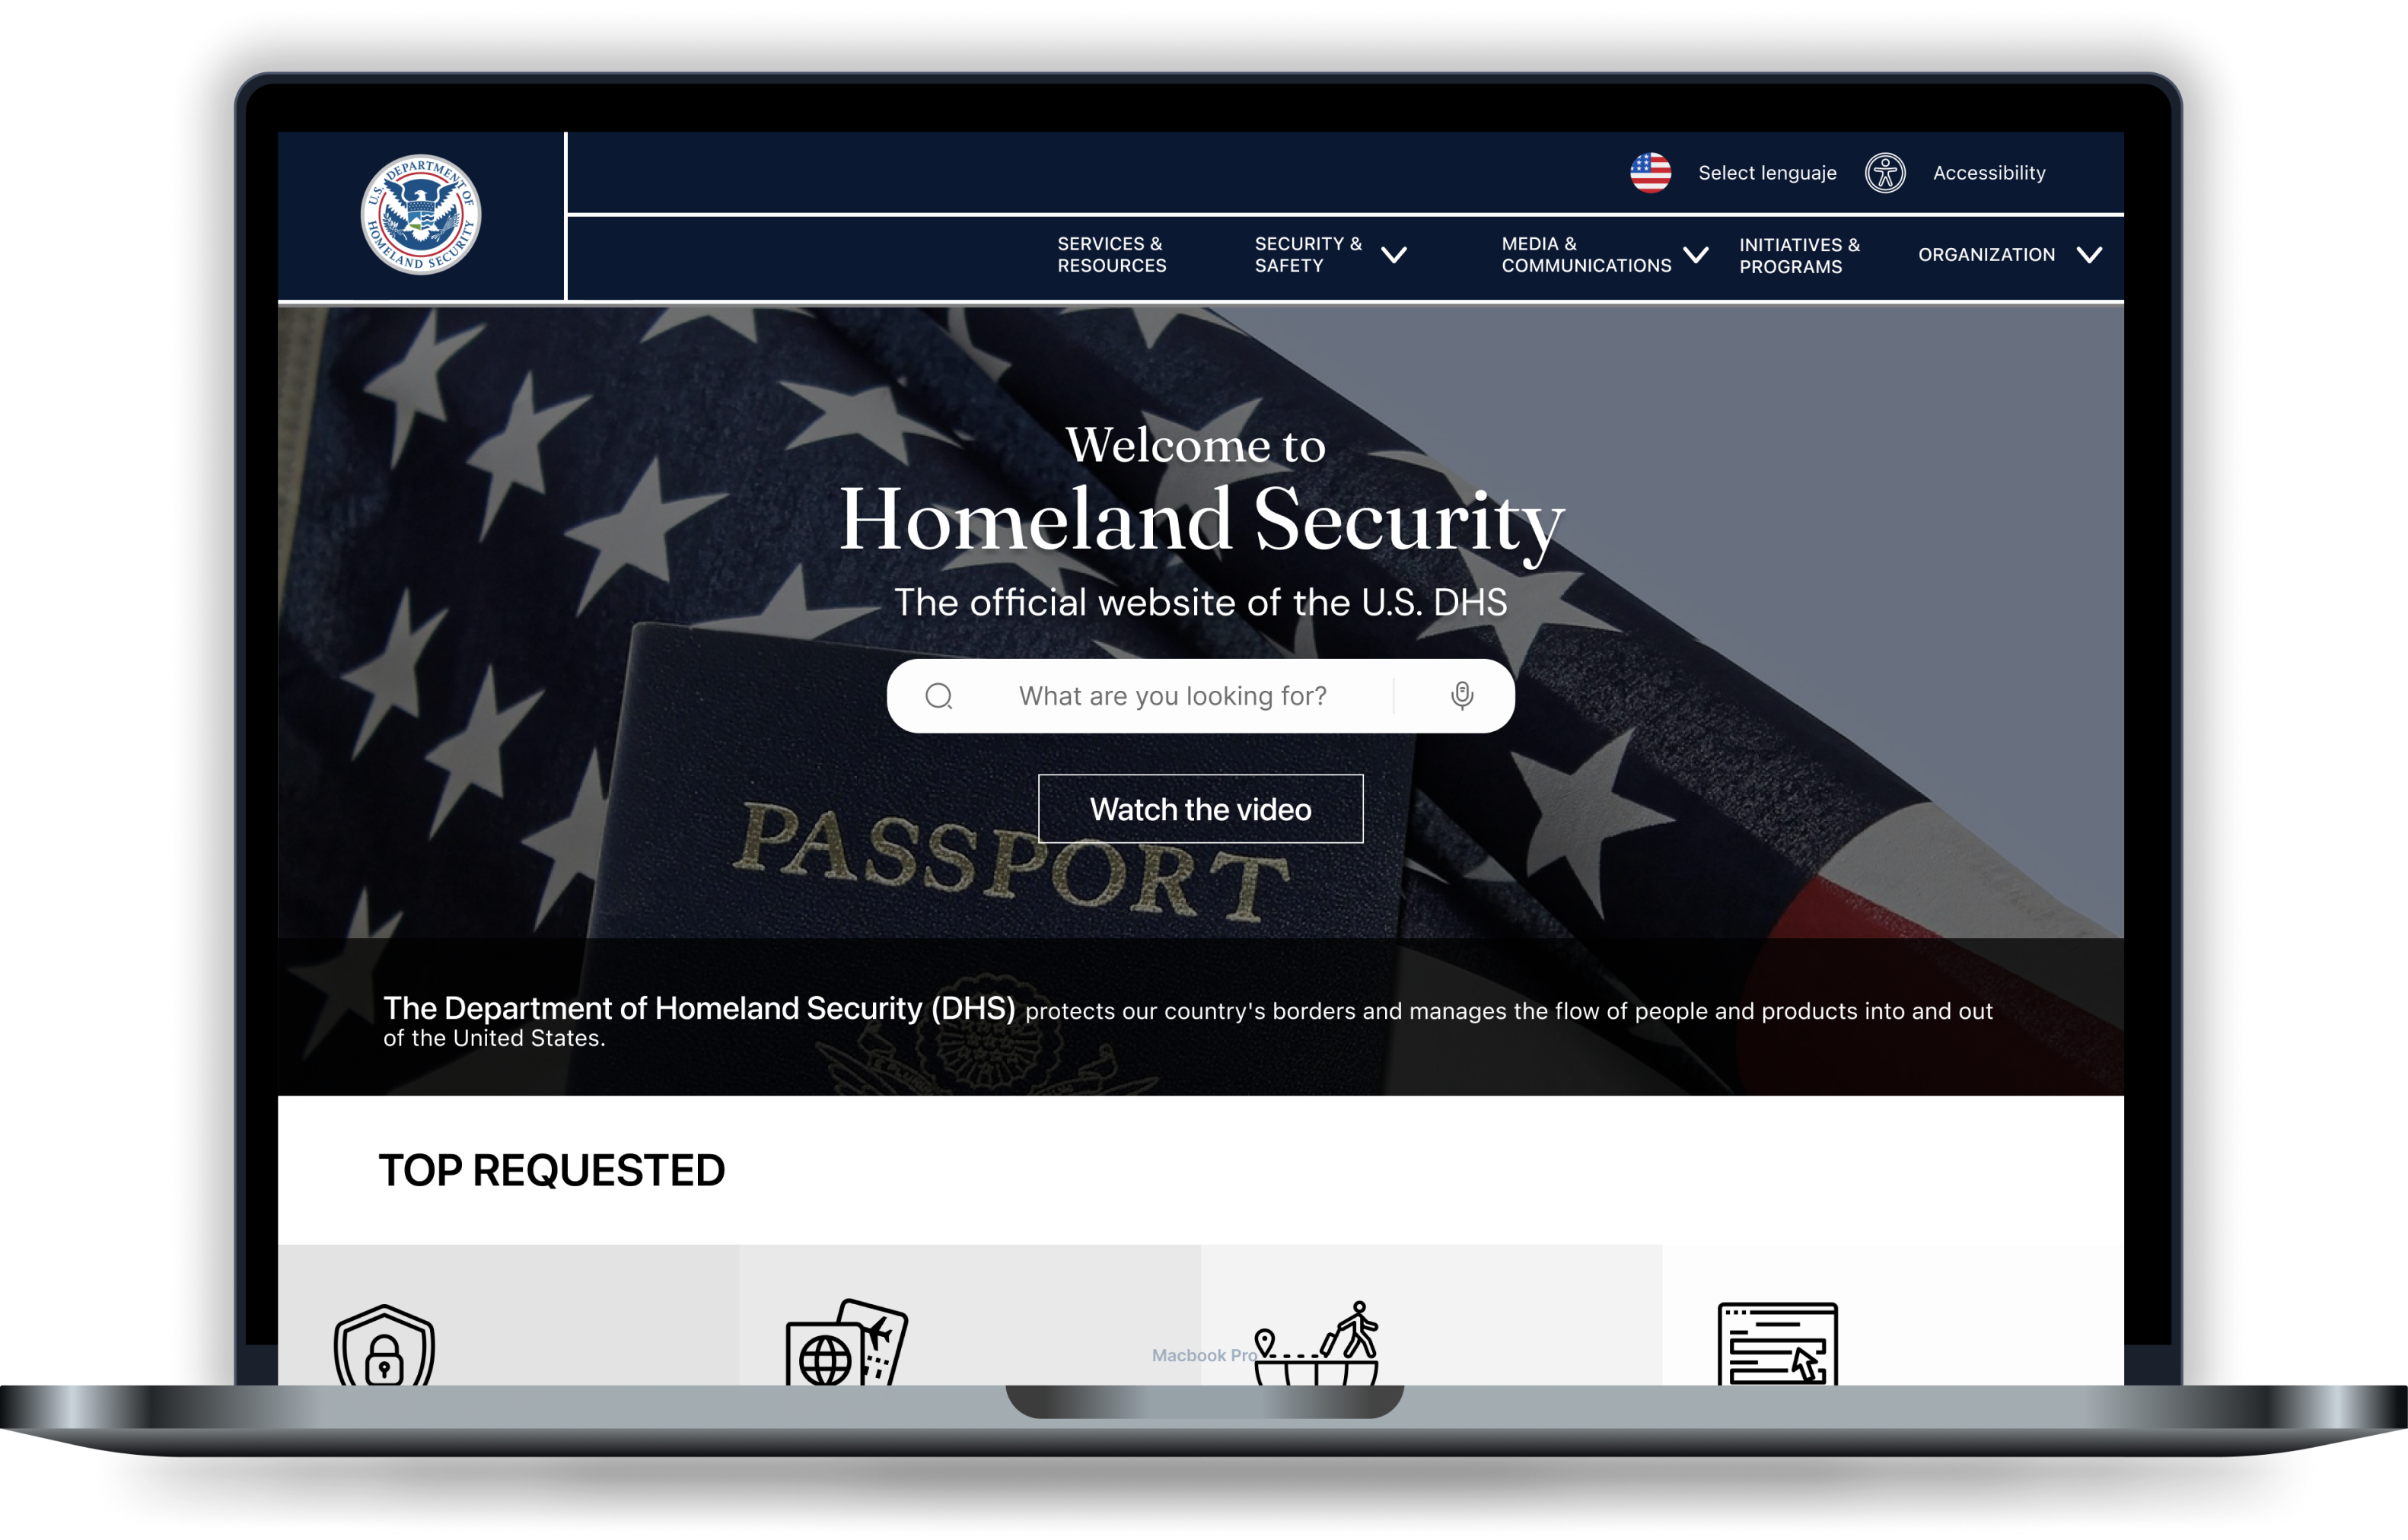 U.S. DEPARTMENT OF
HOMELAND SECURITY
Select lenguaje
Accessibility
SERVICES &
RESOURCES
SECURITY &
SAFETY
MEDIA &
COMMUNICATIONS
INITIATIVES &
PROGRAMS
ORGANIZATION
Welcome to
Homeland Security
The official website of the U.S. DHS
What are you looking for?
Watch the video
PASSPORT
The Department of Homeland Security (DHS) protects our country's borders and manages the flow of people and products into and out
of the United States.
TOP REQUESTED
Macbook Pro